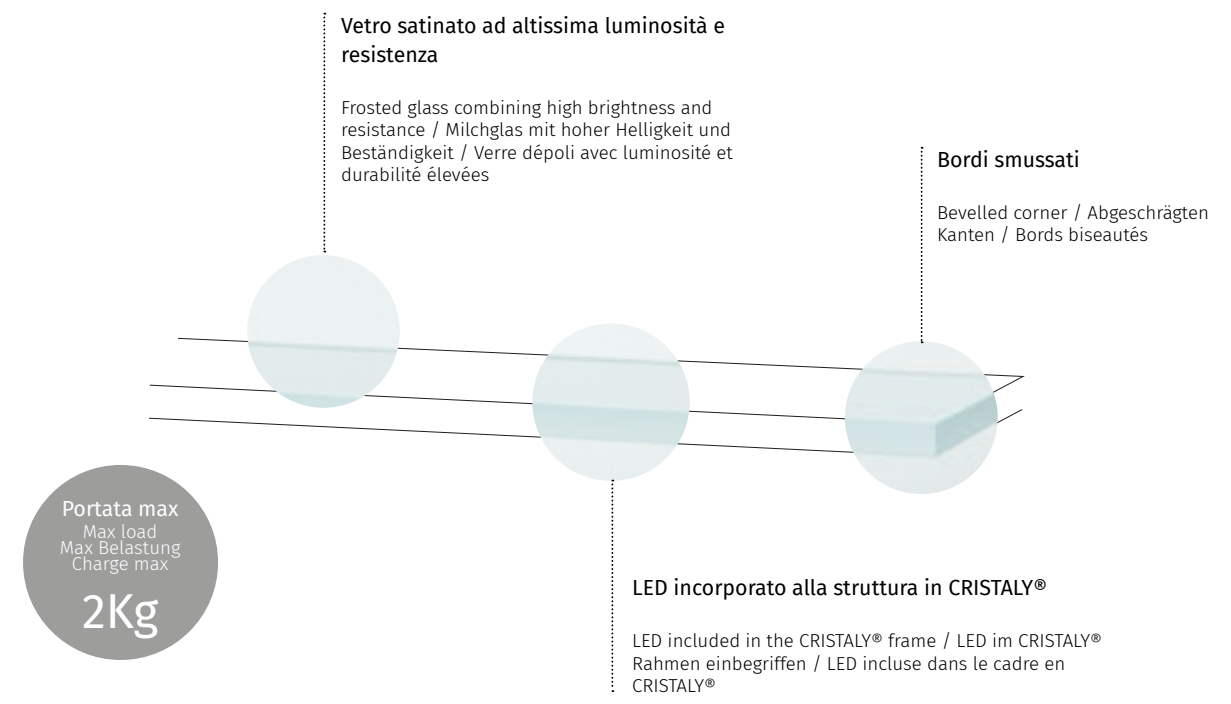 Vetro satinato ad altissima luminosità e
resistenza
Frosted glass combining high brightness and
resistance / Milchglas mit hoher Helligkeit und
Beständigkeit / Verre dépoli avec luminosité et
durabilité élevées
Bordi smussati
Bevelled corner / Abgeschrägten
Kanten / Bords biseautés
Portata max
Max load
Max Belastung
Charge max
2Kg
LED incorporato alla struttura in CRISTALY®
LED included in the CRISTALY® frame / LED im CRISTALY®
Rahmen einbegriffen / LED incluse dans le cadre en
CRISTALY®